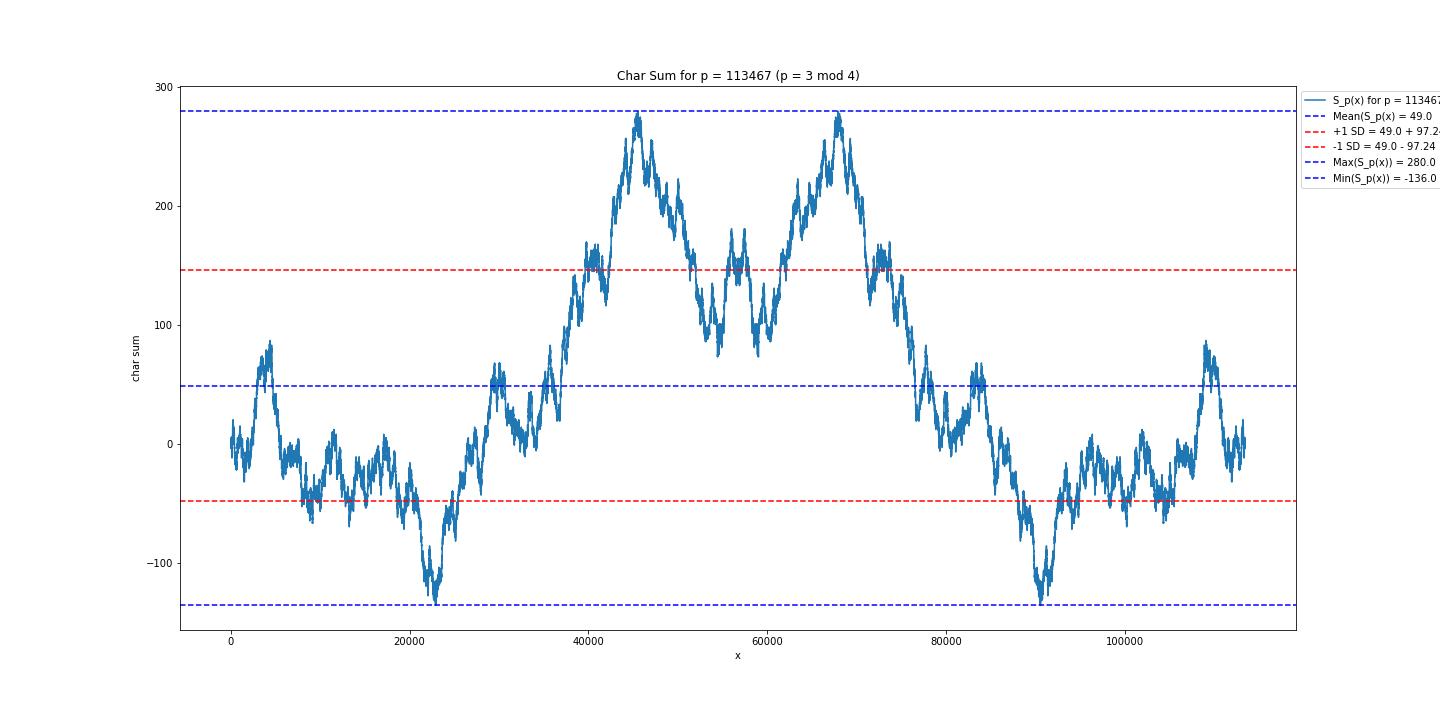 Char Sum for p = 113467 (p = 3 mod 4)
300
200
100
0
−100
char sum
0
20000
40000
60000
80000
100000
x
S_p(x) for p = 113467
Mean(S_p(x) = 49.0
+1 SD = 49.0 + 97.24
-1 SD = 49.0 - 97.24
Max(S_p(x)) = 280.0
Min(S_p(x)) = -136.0